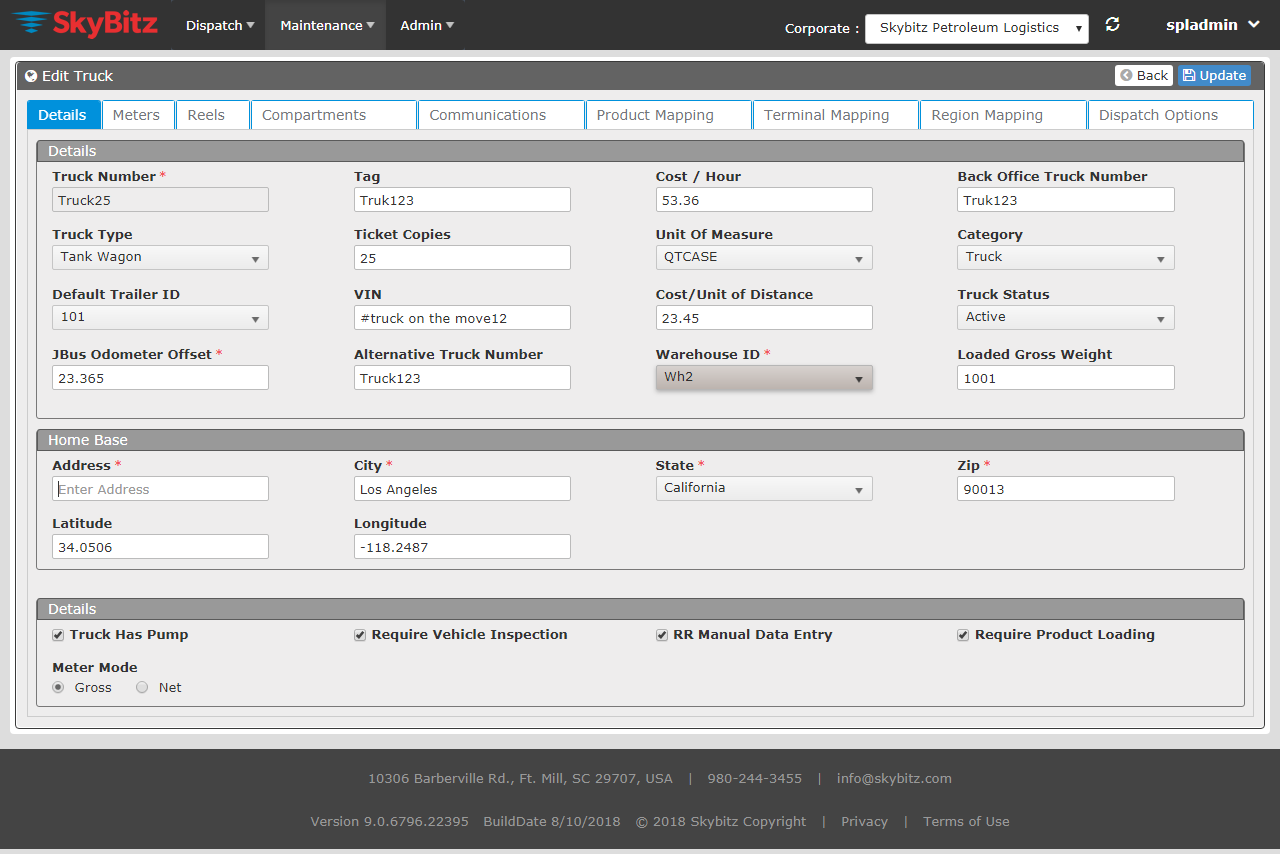 SkyBitz Dispatch Maintenance Admin Corporate : Skybitz Petroleum Logistics spladmin
Edit Truck Back Update
Details Meters Reels Compartments Communications Product Mapping Terminal Mapping Region Mapping Dispatch Options
Details
Truck Number * Tag Cost / Hour Back Office Truck Number
Truck25 Truk123 53.36 Truk123
Truck Type Ticket Copies Unit Of Measure Category
Tank Wagon 25 QTCASE Truck
Default Trailer ID VIN Cost/Unit of Distance Truck Status
101 #truck on the move12 23.45 Active
JBus Odometer Offset * Alternative Truck Number Warehouse ID * Loaded Gross Weight
23.365 Truck123 Wh2 1001
Home Base
Address * City * State * Zip *
Enter Address Los Angeles California 90013
Latitude Longitude
34.0506 -118.2487
Details
Truck Has Pump Require Vehicle Inspection RR Manual Data Entry Require Product Loading
Meter Mode
Gross Net
10306 Barberville Rd., Ft. Mill, SC 29707, USA | 980-244-3455 | info@skybitz.com
Version 9.0.6796.22395 BuildDate 8/10/2018 © 2018 Skybitz Copyright | Privacy | Terms of Use